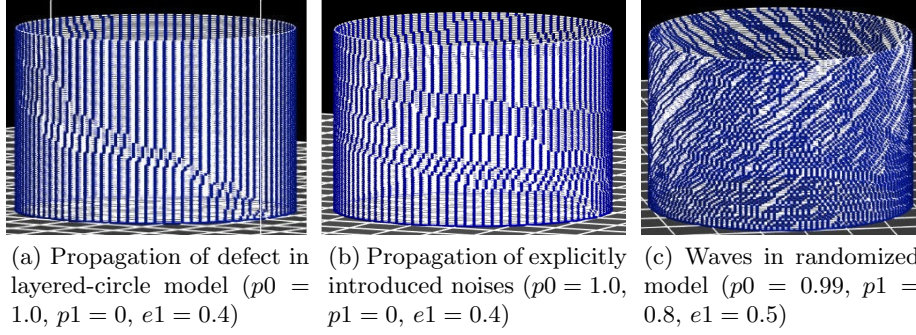 (a) Propagation of defect in
layered-circle model (p0 =
1.0, p1 = 0, e1 = 0.4)
(b) Propagation of explicitly
introduced noises (p0 = 1.0,
p1 = 0, e1 = 0.4)
(c) Waves in randomized
model (p0 = 0.99, p1 =
0.8, e1 = 0.5)